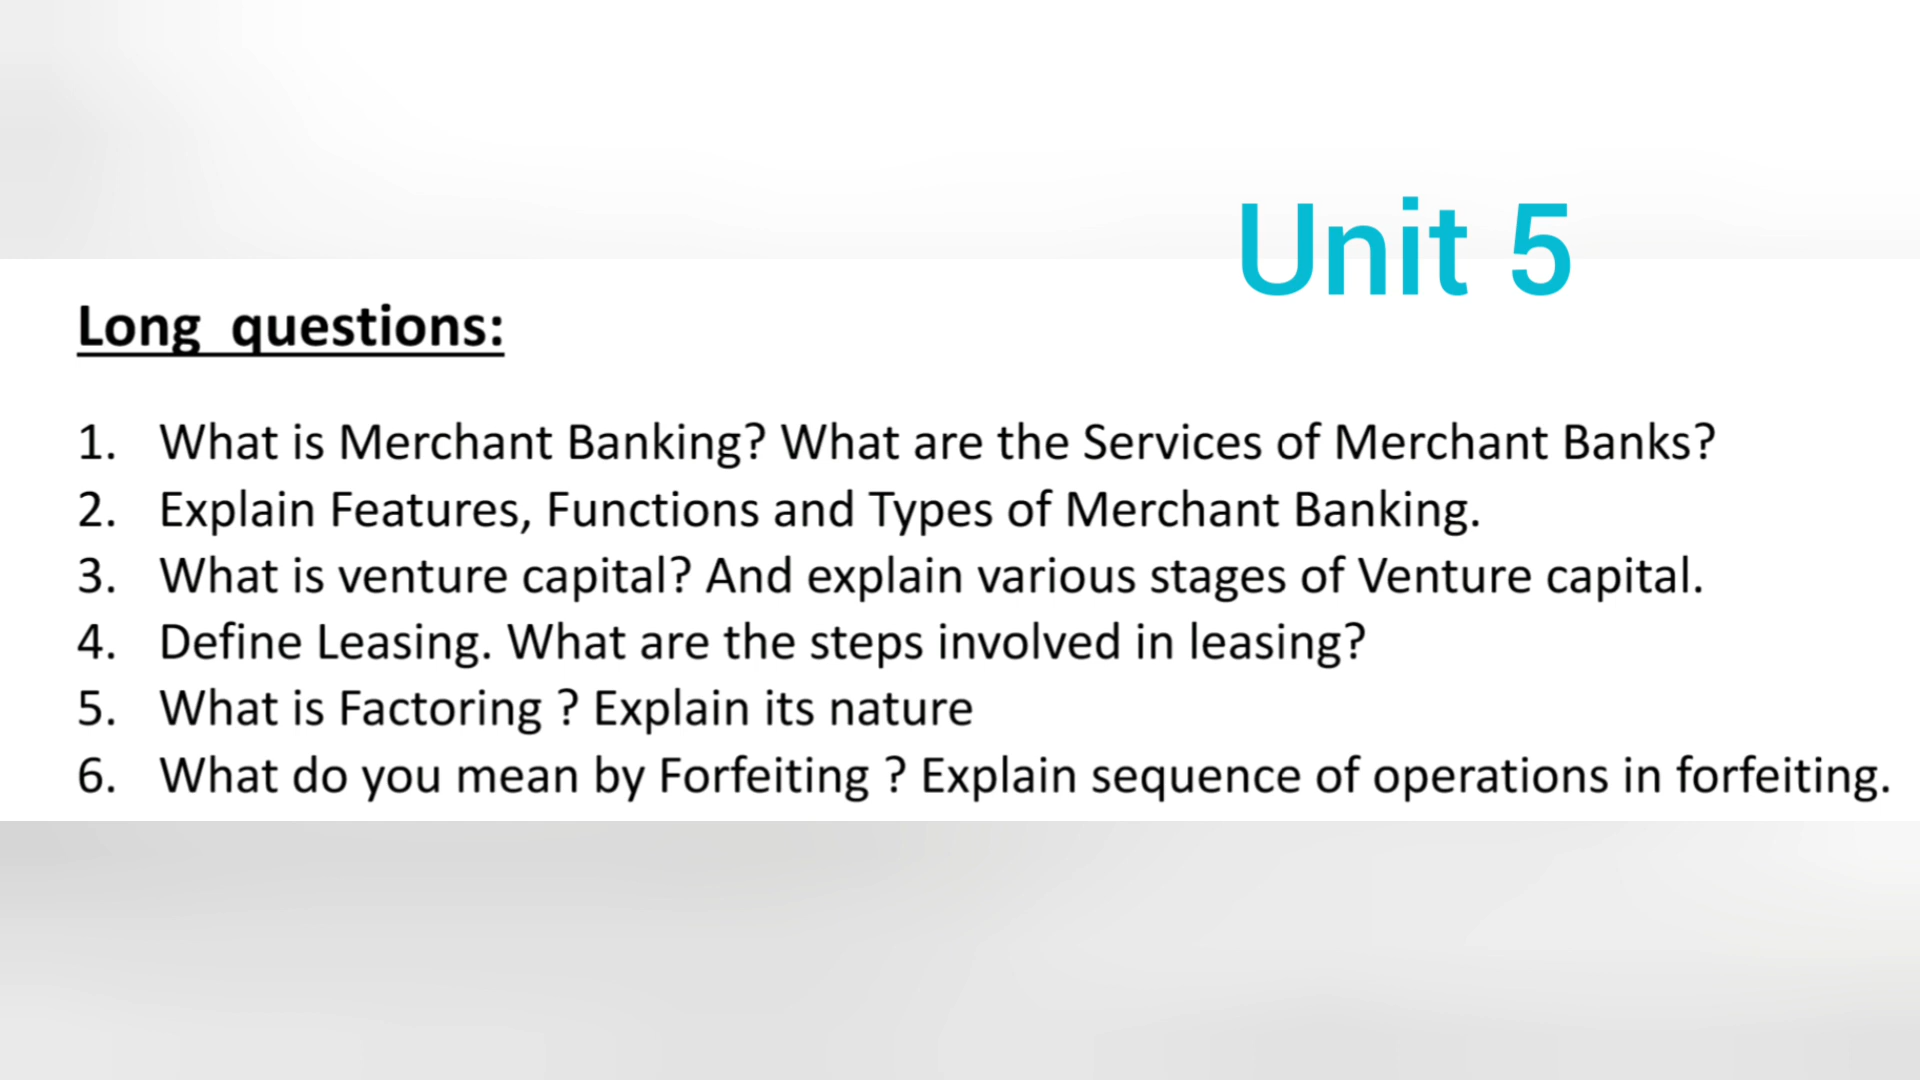 Unit 5
Long questions:
1. What is Merchant Banking? What are the Services of Merchant Banks?
2. Explain Features, Functions and Types of Merchant Banking.
3. What is venture capital? And explain various stages of Venture capital.
4. Define Leasing. What are the steps involved in leasing?
5. What is Factoring ? Explain its nature
6. What do you mean by Forfeiting ? Explain sequence of operations in forfeiting.